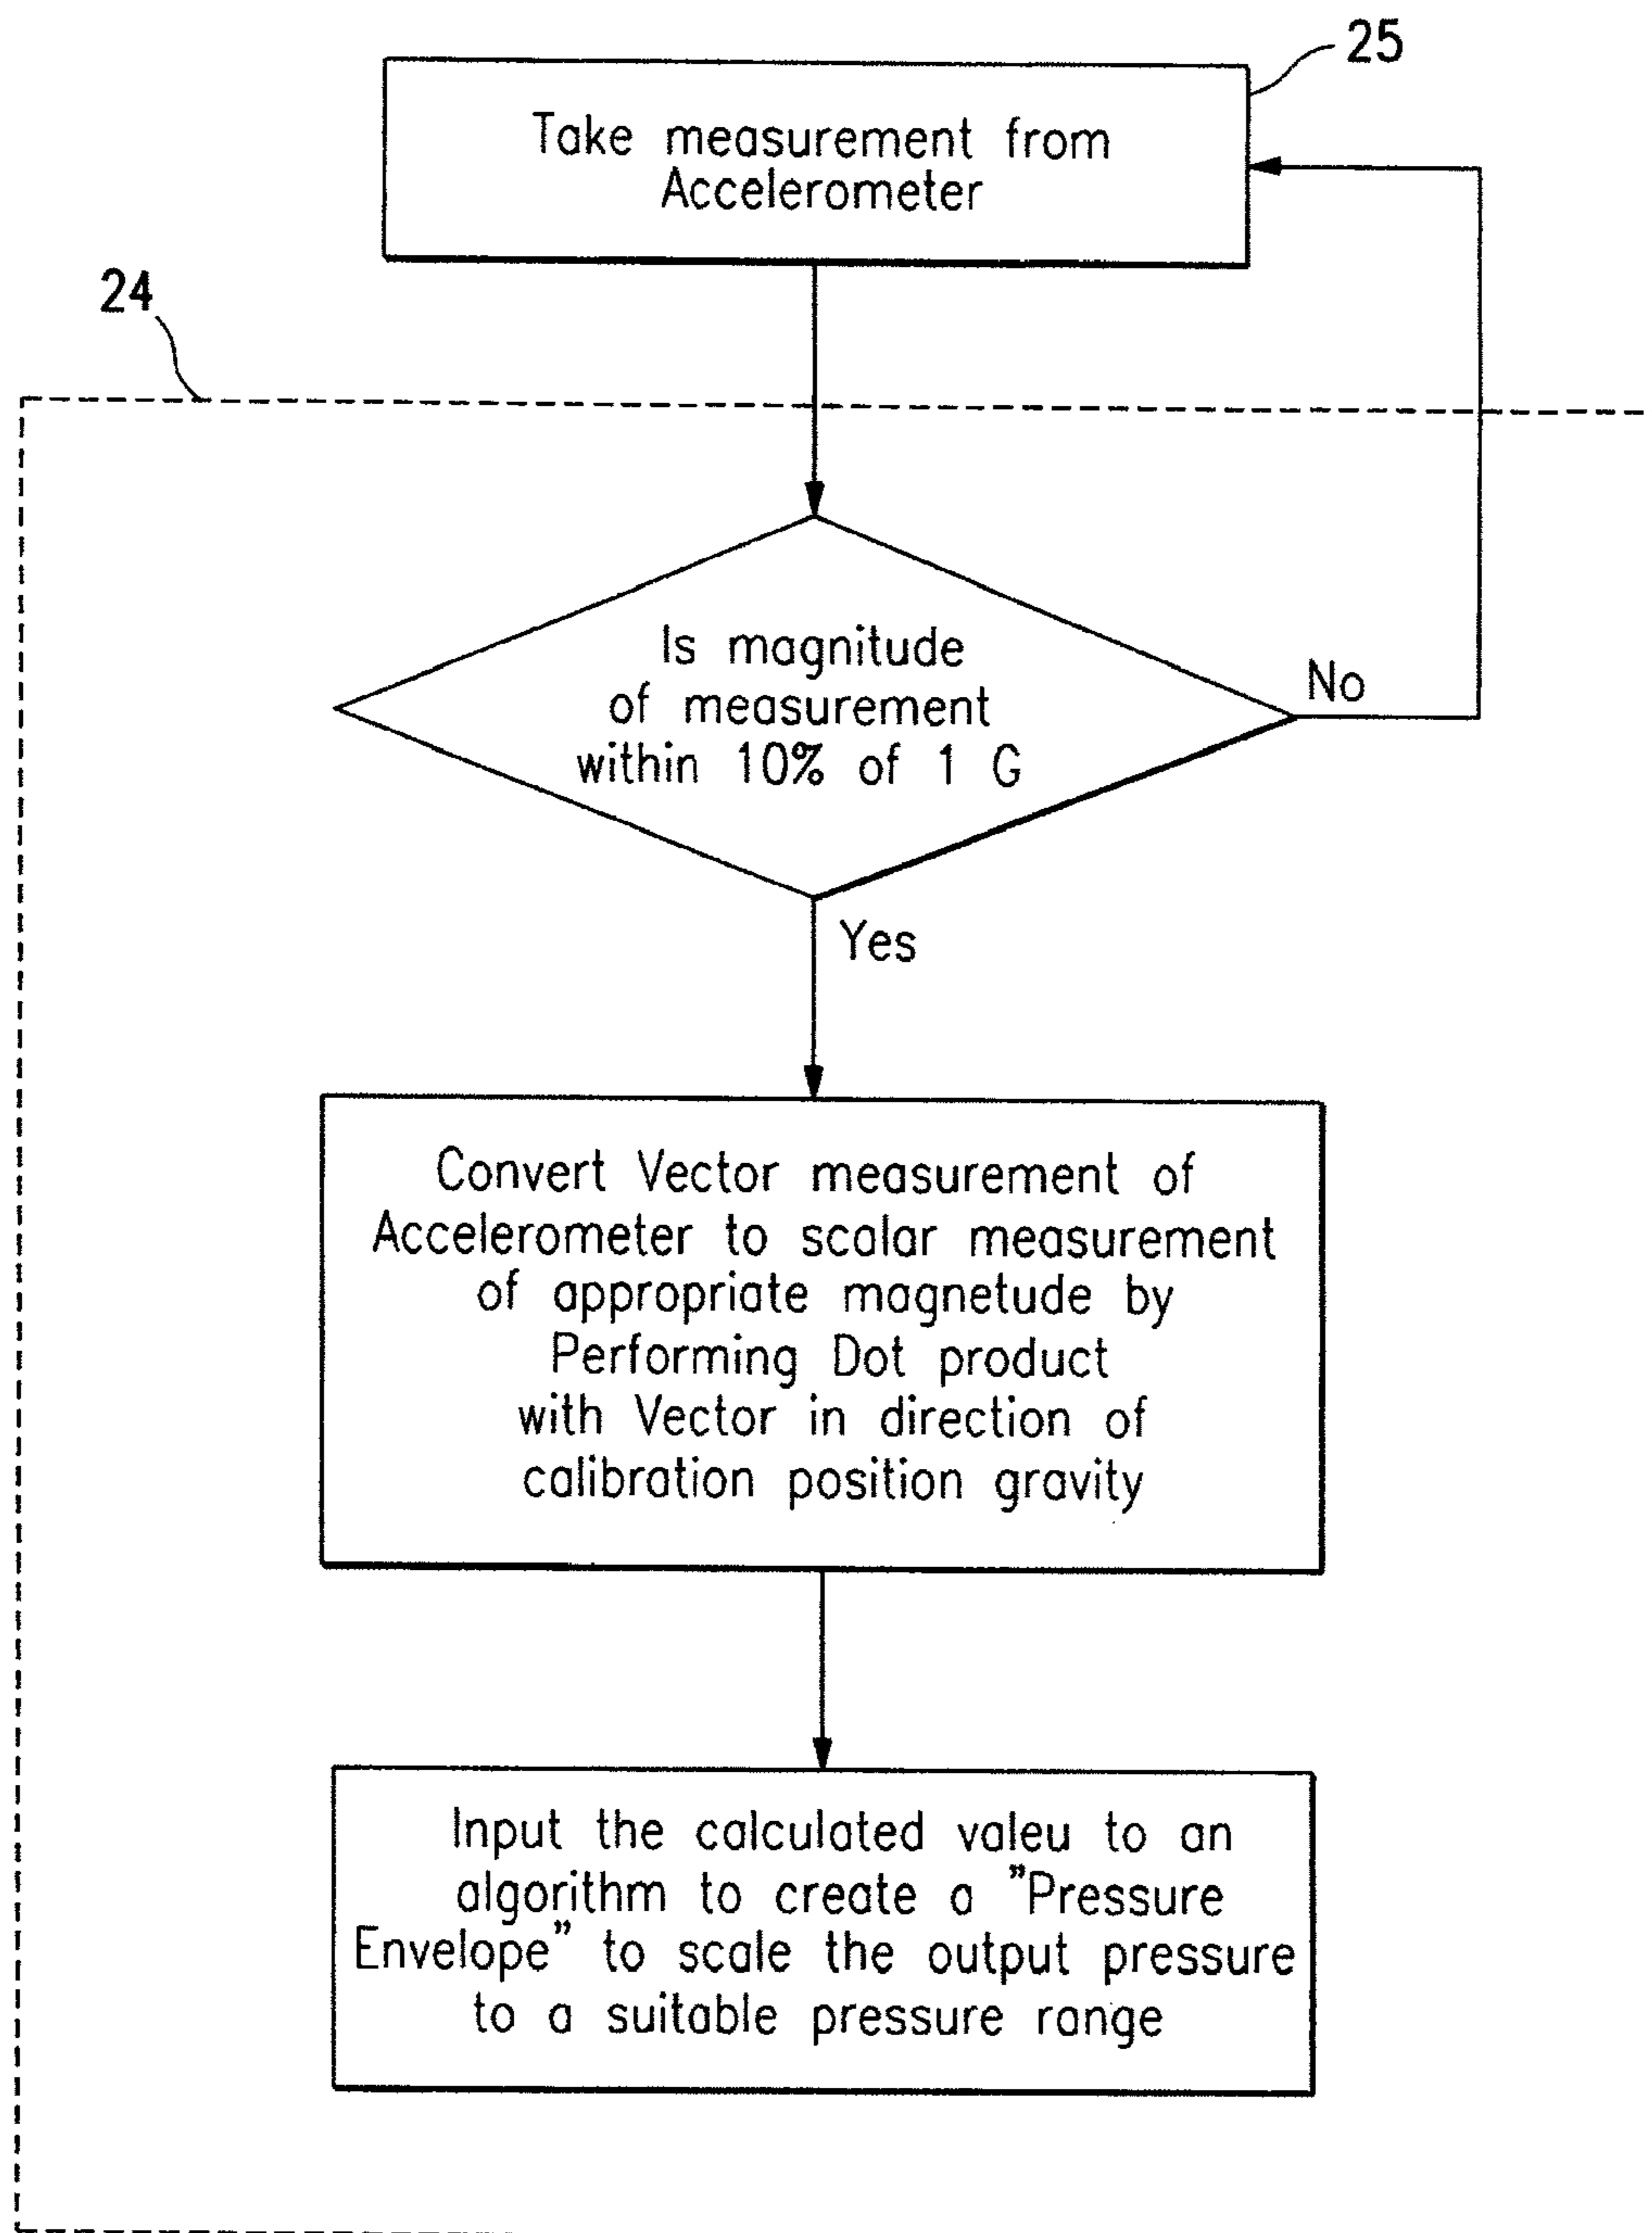 25
Take measurement from
Accelerometer
24
Is magnitude
of measurement
within 10% of 1 G
No
Yes
Convert Vector measurement of
Accelerometer to scalar measurement
of appropriate magnetude by
Performing Dot product
with Vector in direction of
calibration position gravity
Input the calculated valeu to an
algorithm to create a "Pressure
Envelope" to scale the output pressure
to a suitable pressure range